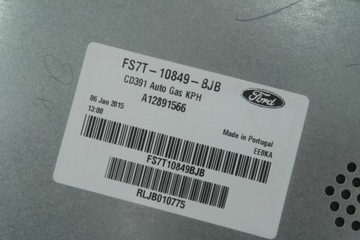 FS7T-10849-BJB
CD391 Auto Gas KPH
A12891566
Ford
06 Jan 2015
13:00
Made in Portugal
EE0KA
FS7T10849BJB
RLJB010775